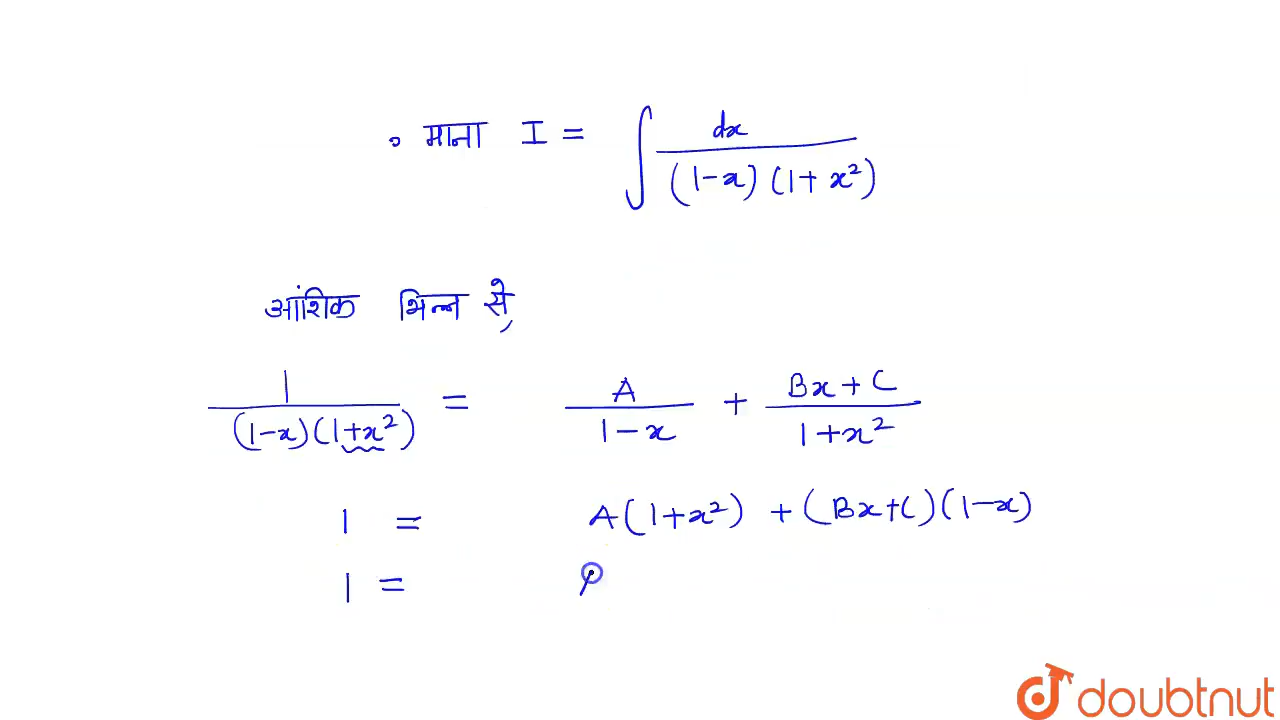 . माना I = ∫ dx / (1-x)(1+x²)
आंशिक भिन्न से,
1 / (1-x)(1+x²) = A / 1-x + Bx+C / 1+x²
1 = A(1+x²) + (Bx+C)(1-x)
1 =
doubtnut